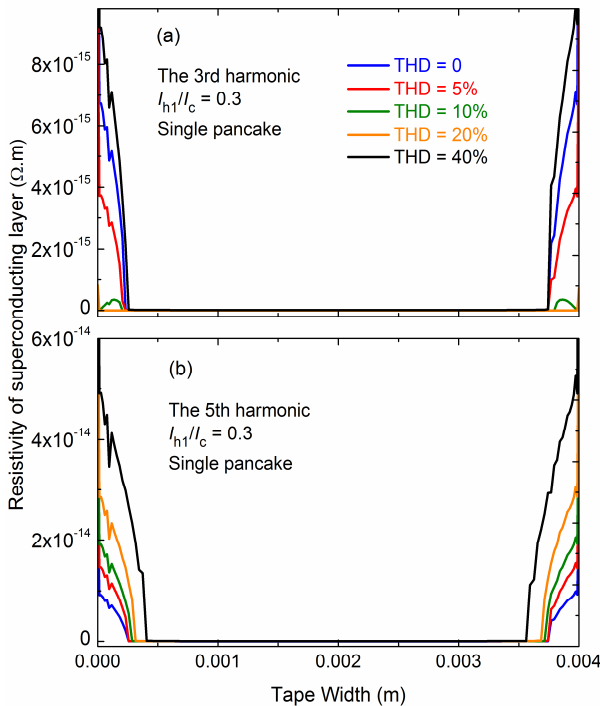 (a)
The 3rd harmonic
Ih1/Ic = 0.3
Single pancake
THD = 0
THD = 5%
THD = 10%
THD = 20%
THD = 40%
8x10-15
6x10-15
4x10-15
2x10-15
0
Resistivity of superconducting layer (Ω.m)
(b)
The 5th harmonic
Ih1/Ic = 0.3
Single pancake
6x10-14
4x10-14
2x10-14
0
0.000 0.001 0.002 0.003 0.004
Tape Width (m)